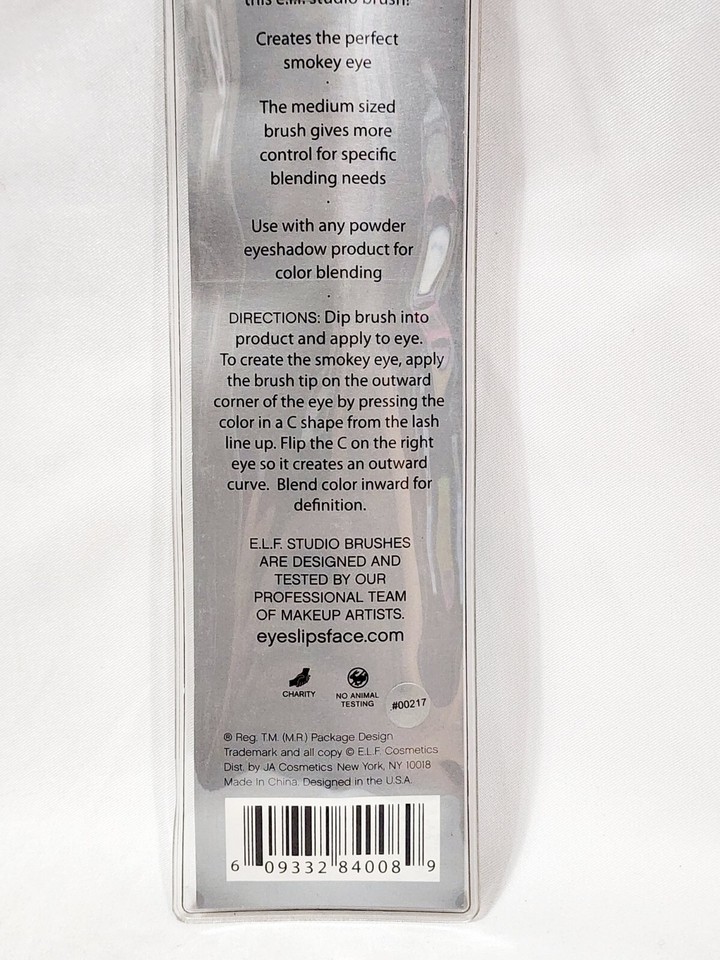 this e.l.f. studio brush!
Creates the perfect
smokey eye
·
The medium sized
brush gives more
control for specific
blending needs
·
Use with any powder
eyeshadow product for
color blending
·
DIRECTIONS: Dip brush into
product and apply to eye.
To create the smokey eye, apply
the brush tip on the outward
corner of the eye by pressing the
color in a C shape from the lash
line up. Flip the C on the right
eye so it creates an outward
curve. Blend color inward for
definition.
E.L.F. STUDIO BRUSHES
ARE DESIGNED AND
TESTED BY OUR
PROFESSIONAL TEAM
OF MAKEUP ARTISTS.
eyeslipsface.com
CHARITY
NO ANIMAL
TESTING
#00217
® Reg. T.M. (M.R.) Package Design
Trademark and all copy © E.L.F. Cosmetics
Dist. by JA Cosmetics New York, NY 10018
Made In China. Designed in the U.S.A.
6 09332 84008 9